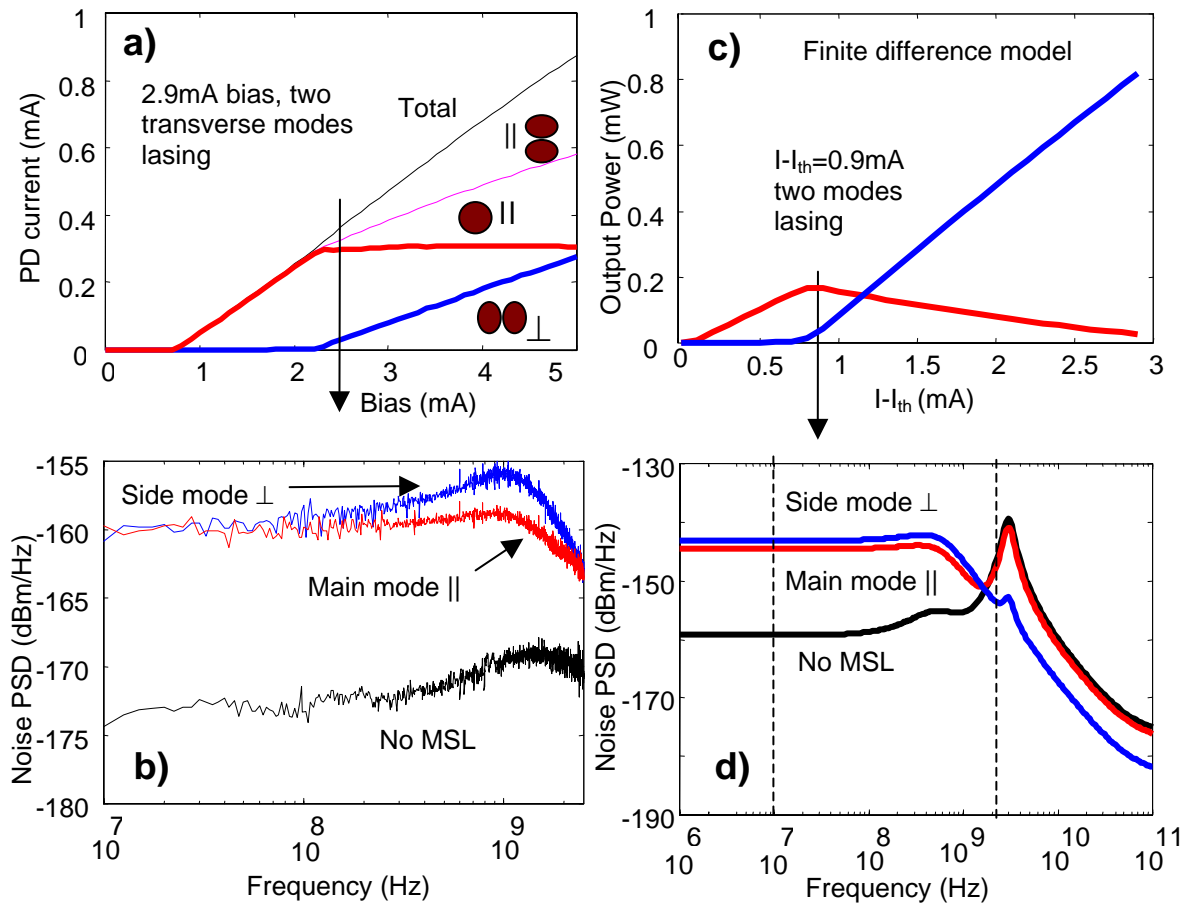 a)
2.9mA bias, two
transverse modes
lasing
Total
||
||
⊥
PD current (mA)
1
0.8
0.6
0.4
0.2
0
0 1 2 3 4 5
Bias (mA)
c)
Finite difference model
I-Ith=0.9mA
two modes
lasing
Output Power (mW)
1
0.8
0.6
0.4
0.2
0
0 0.5 1 1.5 2 2.5 3
I-Ith (mA)
b)
Side mode ⊥
Main mode ||
No MSL
Noise PSD (dBm/Hz)
-155
-160
-165
-170
-175
-180
7 8 9
10 10 10
Frequency (Hz)
d)
Side mode ⊥
Main mode ||
No MSL
Noise PSD (dBm/Hz)
-130
-150
-170
-190
6 7 8 9 10 11
10 10 10 10 10 10
Frequency (Hz)